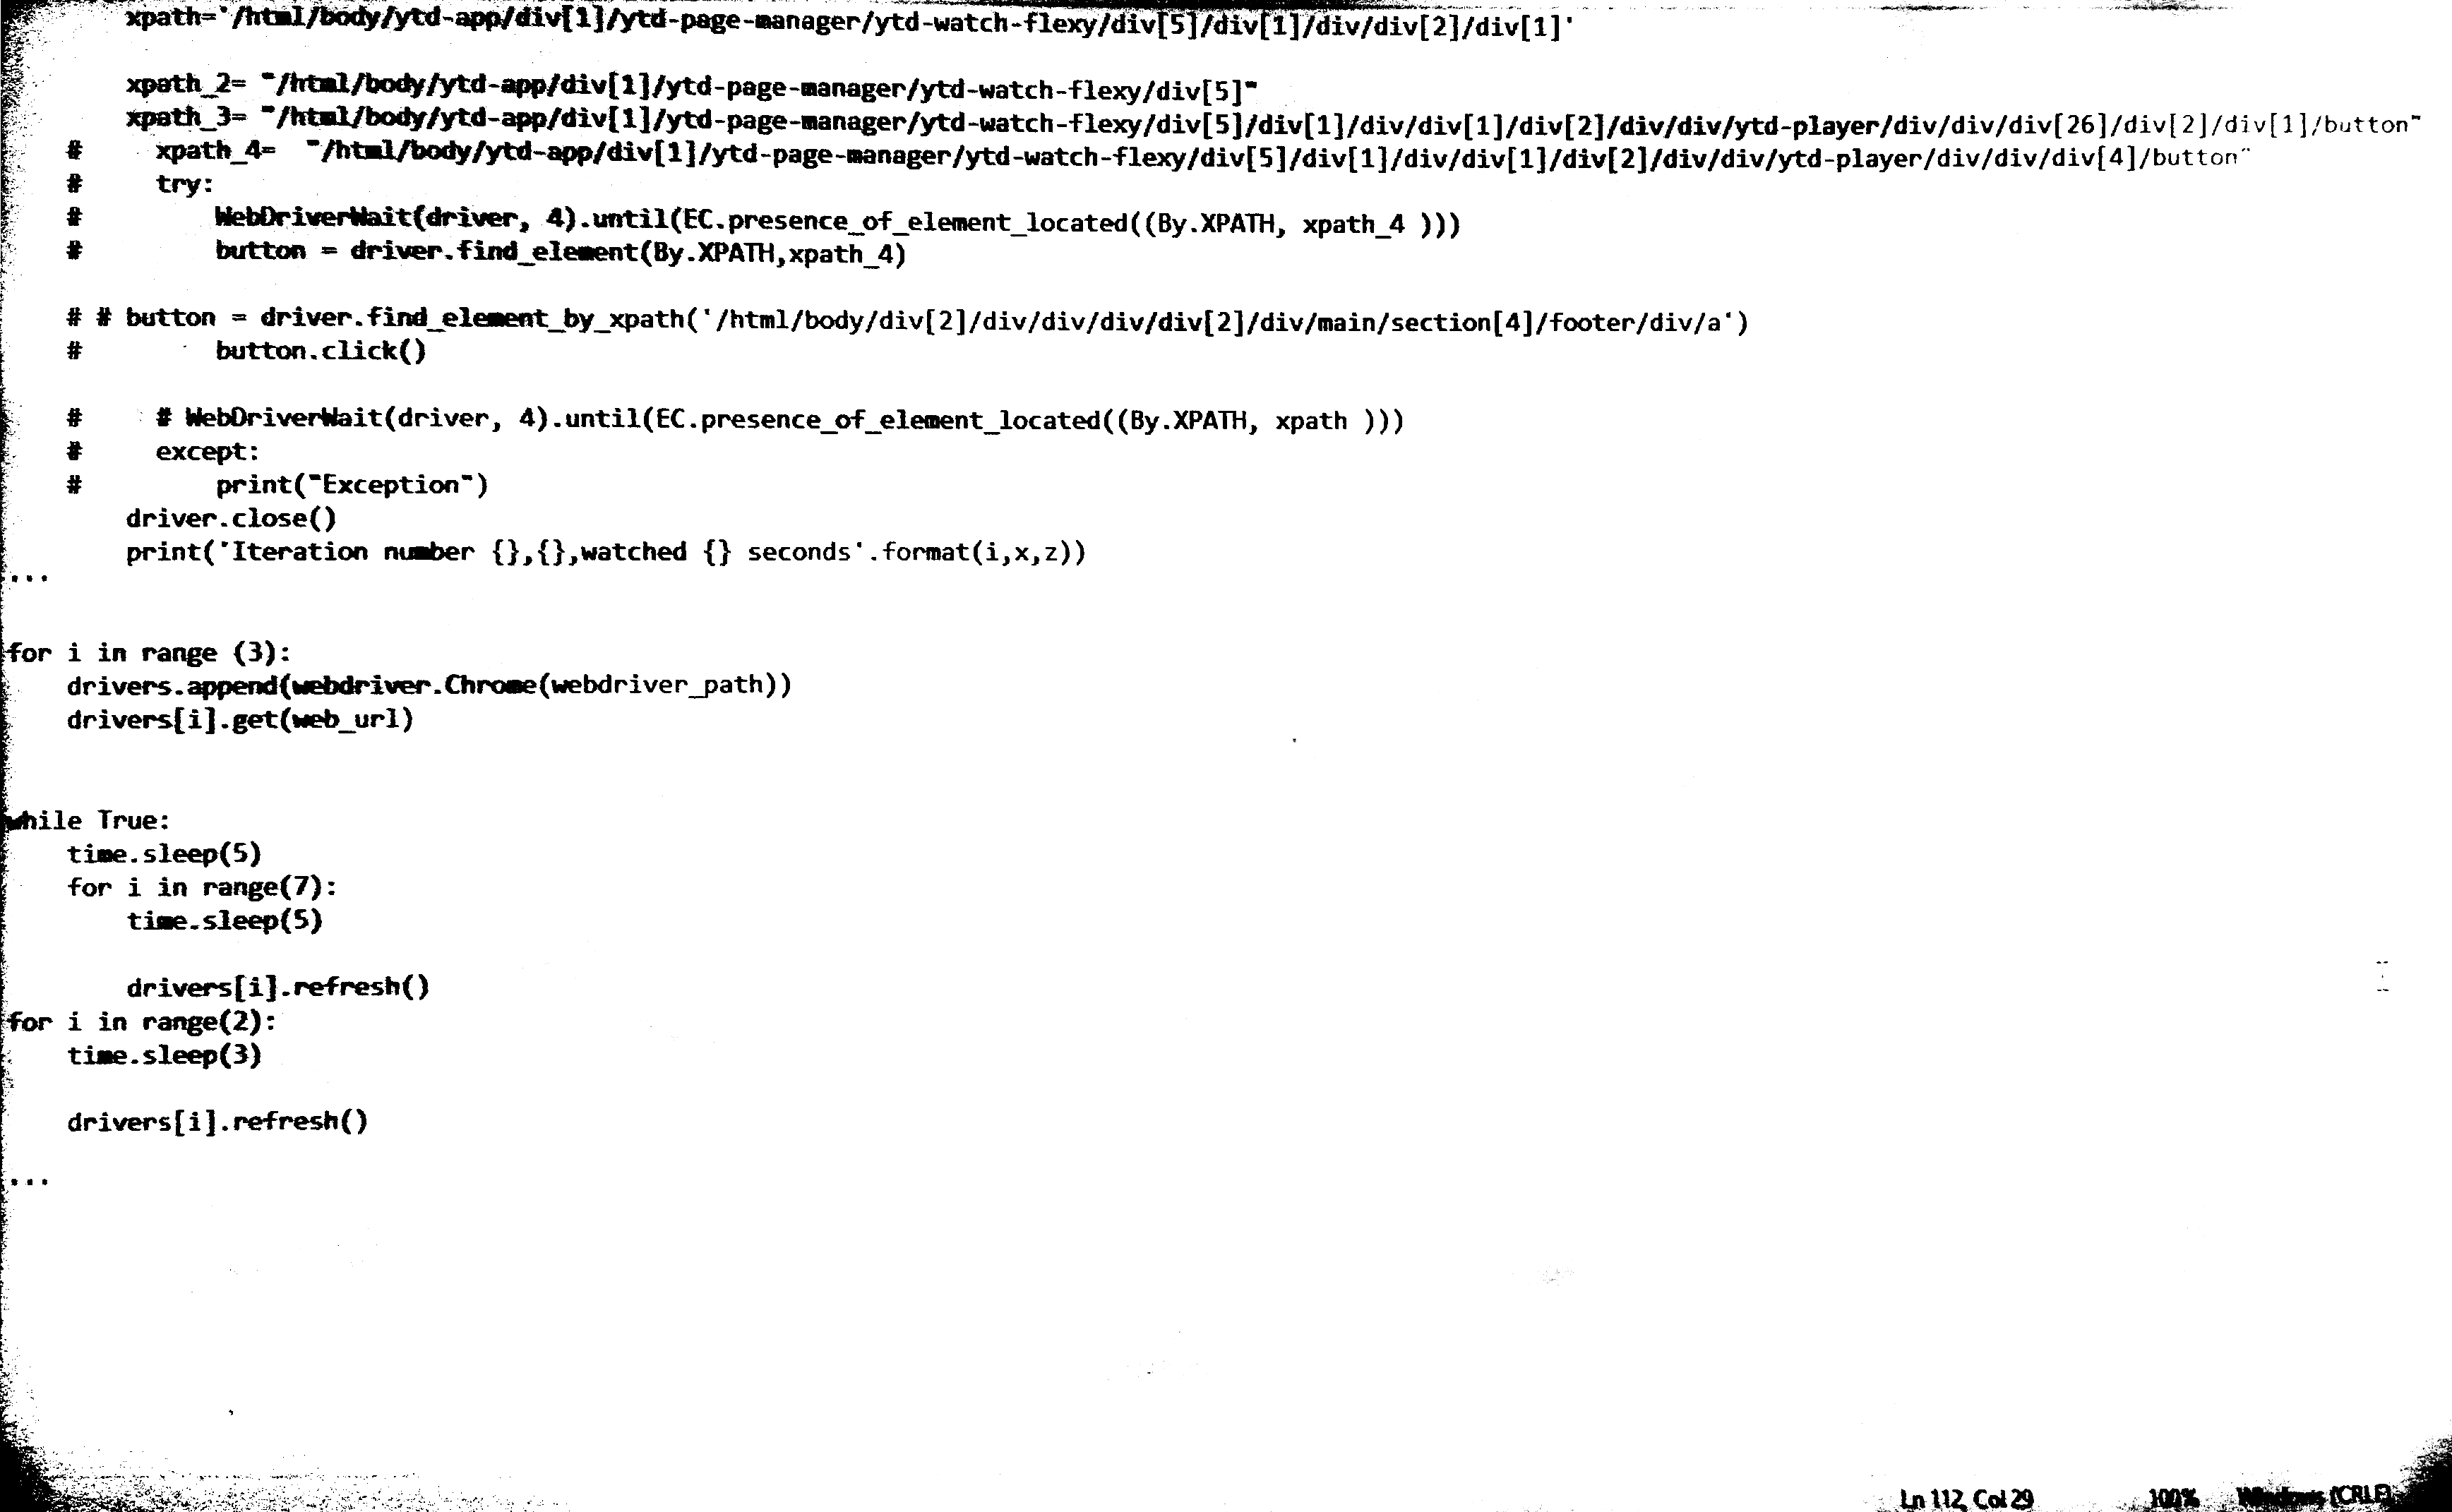 xpath='/html/body/ytd-app/div[1]/ytd-page-manager/ytd-watch-flexy/div[5]/div[1]/div/div[2]/div[1]'

        xpath_2= "/html/body/ytd-app/div[1]/ytd-page-manager/ytd-watch-flexy/div[5]"
        xpath_3= "/html/body/ytd-app/div[1]/ytd-page-manager/ytd-watch-flexy/div[5]/div[1]/div/div[1]/div[2]/div/div/ytd-player/div/div/div[26]/div[2]/div[1]/button"
    #     xpath_4=  "/html/body/ytd-app/div[1]/ytd-page-manager/ytd-watch-flexy/div[5]/div[1]/div/div[1]/div[2]/div/div/ytd-player/div/div/div[4]/button"
    #     try:
    #         WebDriverWait(driver, 4).until(EC.presence_of_element_located((By.XPATH, xpath_4 )))
    #         button = driver.find_element(By.XPATH,xpath_4)

    # # button = driver.find_element_by_xpath('/html/body/div[2]/div/div/div/div[2]/div/main/section[4]/footer/div/a')
    #         button.click()

    #     # WebDriverWait(driver, 4).until(EC.presence_of_element_located((By.XPATH, xpath )))
    #     except:
    #         print("Exception")
        driver.close()
        print('Iteration number {},{},watched {} seconds'.format(i,x,z))
'''

for i in range (3):
    drivers.append(webdriver.Chrome(webdriver_path))
    drivers[i].get(web_url)

while True:
    time.sleep(5)
    for i in range(7):
        time.sleep(5)

        drivers[i].refresh()
for i in range(2):
    time.sleep(3)

    drivers[i].refresh()

'''
Ln 112, Col 29 100% Windows (CRLF)